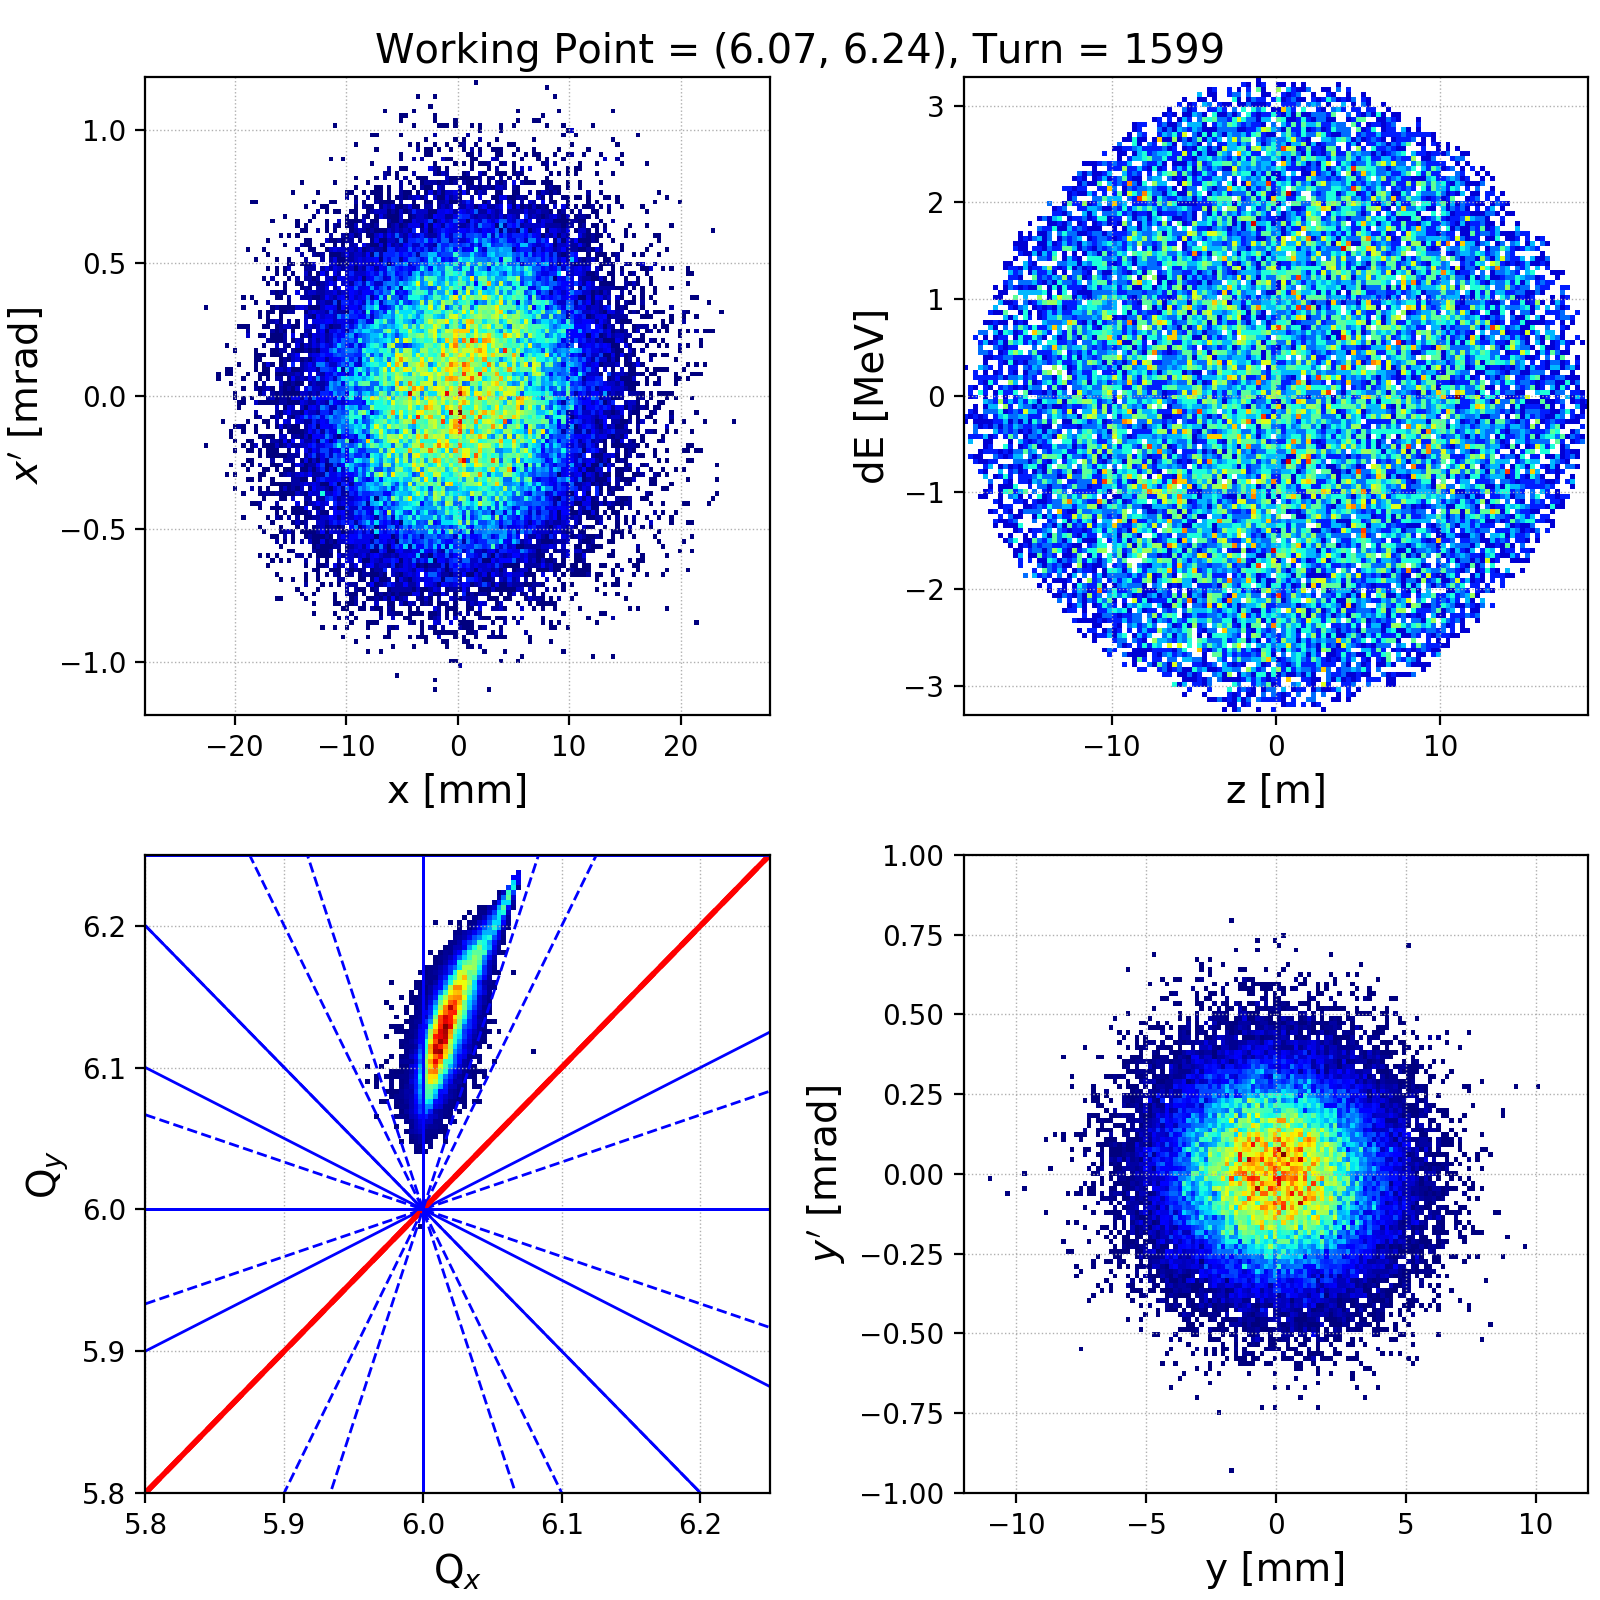 Working Point = (6.07, 6.24), Turn = 1599
1.0
0.5
0.0
−0.5
−1.0
x′ [mrad]
−20 −10 0 10 20
x [mm]
3
2
1
0
−1
−2
−3
dE [MeV]
−10 0 10
z [m]
6.2
6.1
6.0
5.9
5.8
Qy
5.8 5.9 6.0 6.1 6.2
Qx
1.00
0.75
0.50
0.25
0.00
−0.25
−0.50
−0.75
−1.00
y′ [mrad]
−10 −5 0 5 10
y [mm]